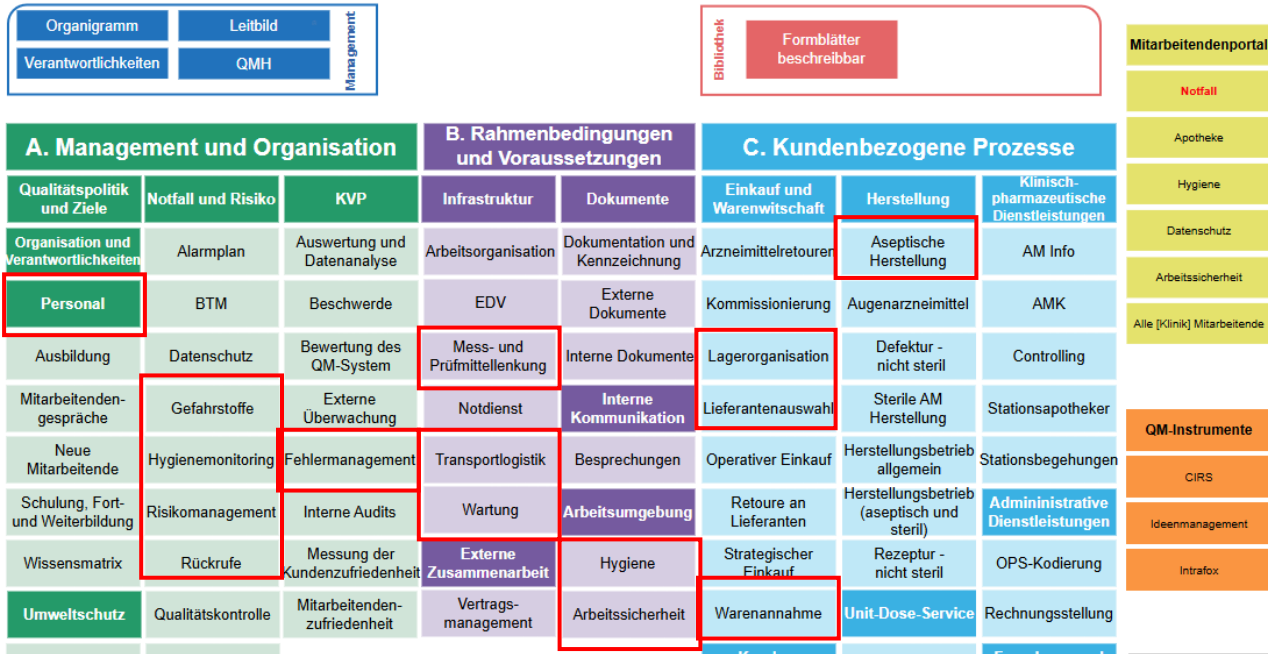 Organigramm
Leitbild
Verantwortlichkeiten
QMH
Management
Bibliothek
Formblätter
beschreibbar
Mitarbeitendenportal
Notfall
Apotheke
Hygiene
Datenschutz
Arbeitssicherheit
Alle [Klinik] Mitarbeitende
QM-Instrumente
CIRS
Ideenmanagement
Intrafox
A. Management und Organisation
Qualitätspolitik
und Ziele
Organisation und
Verantwortlichkeiten
Personal
Ausbildung
Mitarbeitenden-
gespräche
Neue
Mitarbeitende
Schulung, Fort-
und Weiterbildung
Wissensmatrix
Umweltschutz
Notfall und Risiko
Alarmplan
BTM
Datenschutz
Gefahrstoffe
Hygienemonitoring
Risikomanagement
Rückrufe
Qualitätskontrolle
KVP
Auswertung und
Datenanalyse
Beschwerde
Bewertung des
QM-System
Externe
Überwachung
Fehlermanagement
Interne Audits
Messung der
Kundenzufriedenheit
Mitarbeitenden-
zufriedenheit
B. Rahmenbedingungen
und Voraussetzungen
Infrastruktur
Arbeitsorganisation
EDV
Mess- und
Prüfmittellenkung
Notdienst
Transportlogistik
Wartung
Externe
Zusammenarbeit
Vertrags-
management
Dokumente
Dokumentation und
Kennzeichnung
Externe
Dokumente
Interne Dokumente
Interne
Kommunikation
Besprechungen
Arbeitsumgebung
Hygiene
Arbeitssicherheit
C. Kundenbezogene Prozesse
Einkauf und
Warenwitschaft
Arzneimittelretouren
Kommissionierung
Lagerorganisation
Lieferantenauswahl
Operativer Einkauf
Retoure an
Lieferanten
Strategischer
Einkauf
Warenannahme
Herstellung
Aseptische
Herstellung
Augenarzneimittel
Defektur -
nicht steril
Sterile AM
Herstellung
Herstellungsbetrieb
allgemein
Herstellungsbetrieb
(aseptisch und
steril)
Rezeptur -
nicht steril
Unit-Dose-Service
Klinisch-
pharmazeutische
Dienstleistungen
AM Info
AMK
Controlling
Stationsapotheker
Stationsbegehungen
Admininistrative
Dienstleistungen
OPS-Kodierung
Rechnungsstellung